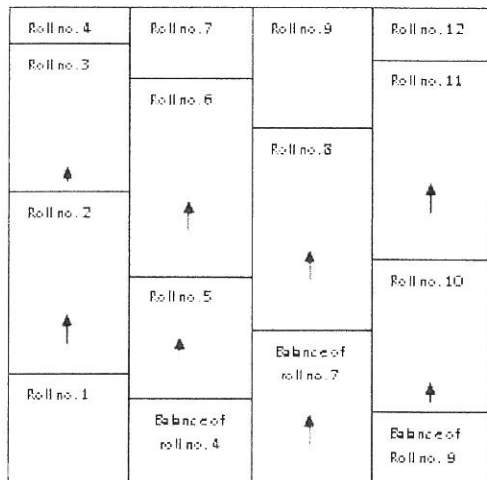 Roll no. 4
Roll no. 3
Roll no. 2
Roll no. 1
Roll no. 7
Roll no. 6
Roll no. 5
Balance of
roll no. 4
Roll no. 9
Roll no. 8
Balance of
roll no. 7
Roll no. 12
Roll no. 11
Roll no. 10
Balance of
Roll no. 9